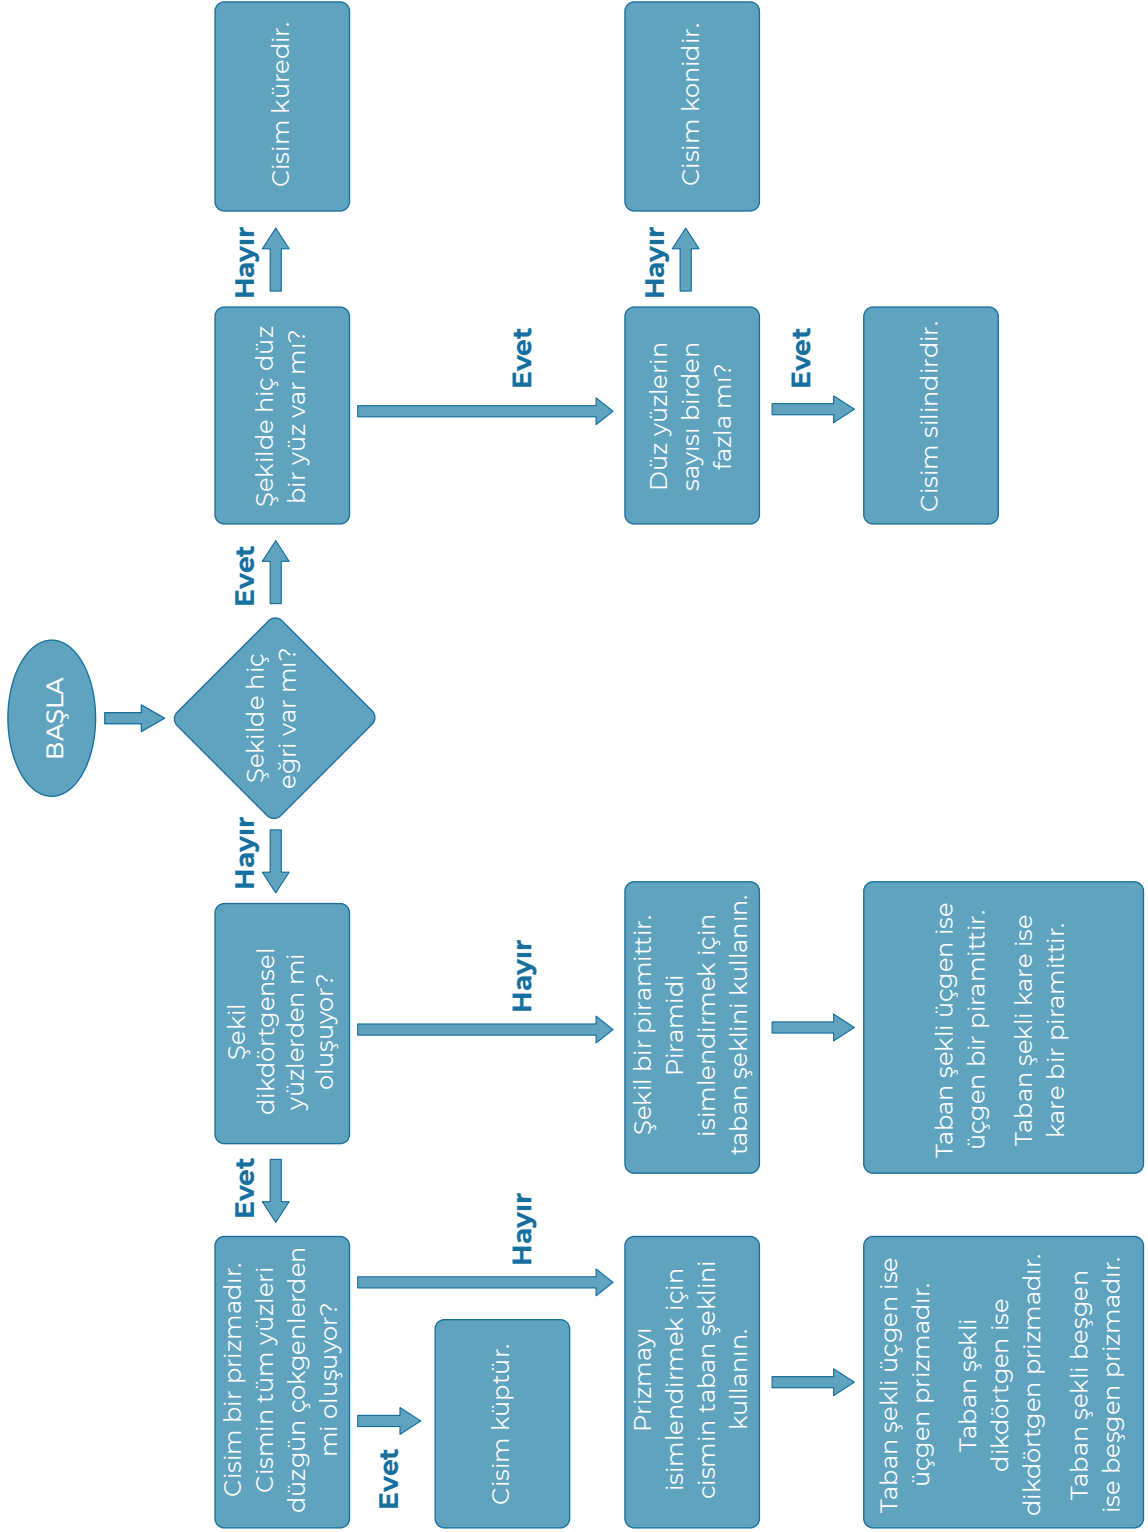 BAŞLA
Şekilde hiç
eğri var mı?
Evet
Şekilde hiç düz
bir yüz var mı?
Hayır
Cisim küredir.
Evet
Düz yüzlerin
sayısı birden
fazla mı?
Hayır
Cisim konidir.
Evet
Cisim silindirdir.
Hayır
Şekil
dikdörtgensel
yüzlerden mi
oluşuyor?
Hayır
Şekil bir piramittir.
Piramidi
isimlendirmek için
taban şeklini kullanın.
Taban şekli üçgen ise
üçgen bir piramittir.
Taban şekli kare ise
kare bir piramittir.
Evet
Cisim bir prizmadır.
Cismin tüm yüzleri
düzgün çokgenlerden
mi oluşuyor?
Evet
Cisim küptür.
Hayır
Prizmayı
isimlendirmek için
cismin taban şeklini
kullanın.
Taban şekli üçgen ise
üçgen prizmadır.
Taban şekli
dikdörtgen ise
dikdörtgen prizmadır.
Taban şekli beşgen
ise beşgen prizmadır.